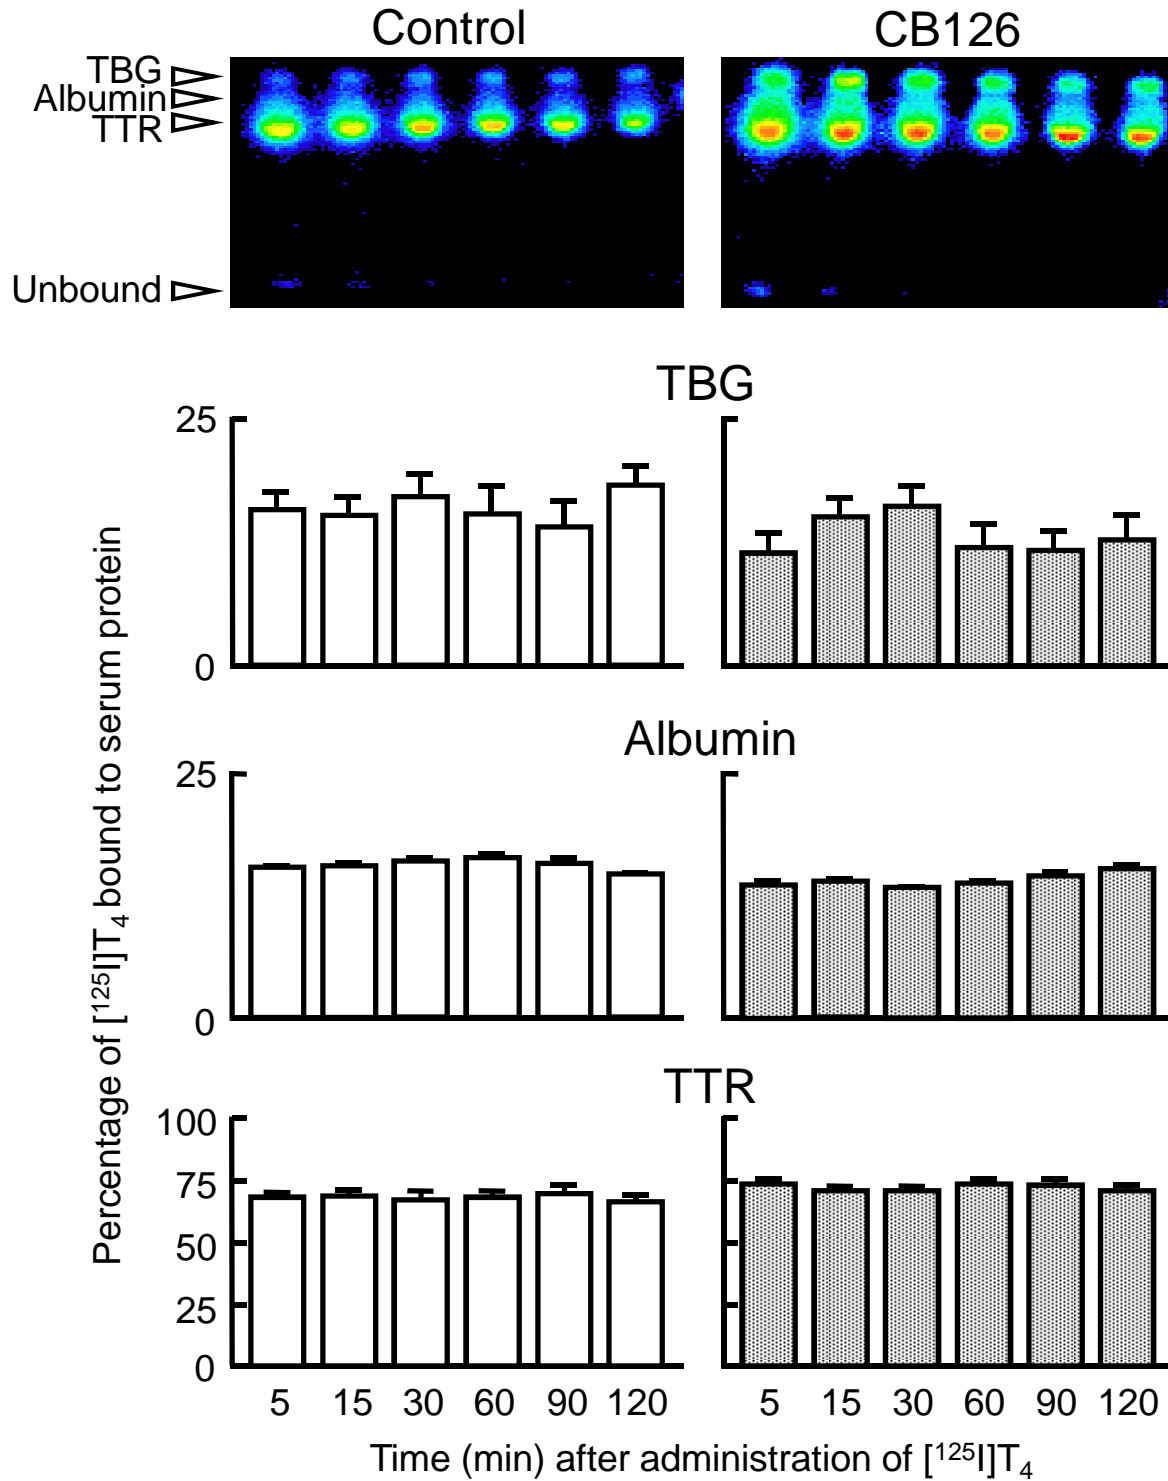 Control
CB126
TBG
Albumin
TTR
Unbound
TBG
25
0
Albumin
25
0
TTR
100
75
50
25
0
Percentage of [¹²⁵I]T₄ bound to serum protein
5 15 30 60 90 120
5 15 30 60 90 120
Time (min) after administration of [¹²⁵I]T₄